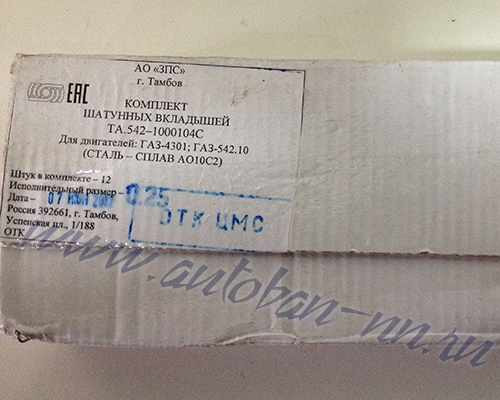 АО «ЗПС»
г. Тамбов
ЕАС
КОМПЛЕКТ
ШАТУННЫХ ВКЛАДЫШЕЙ
ТА.542–1000104С
Для двигателей: ГАЗ-4301; ГАЗ-542.10
(СТАЛЬ – СПЛАВ АО10С2)
Штук в комплекте – 12
Исполнительный размер – 0.25
Дата – 07
Россия 392661, г. Тамбов,
Успенская пл., 1/188
ОТК
ОТК ЦМС
www.autoban-nn.ru